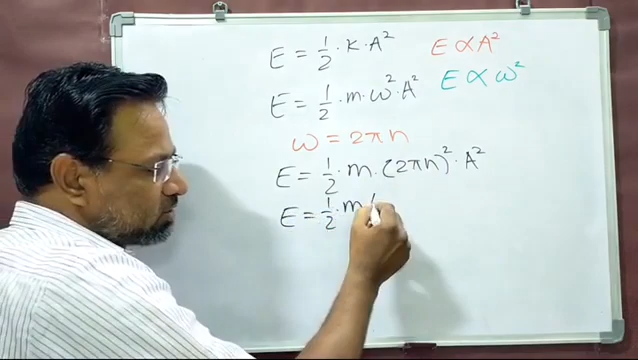 E = 1/2 · K · A² E ∝ A²
E = 1/2 · m · ω² · A² E ∝ ω²
ω = 2πn
E = 1/2 · m · (2πn)² · A²
E = 1/2 · m (